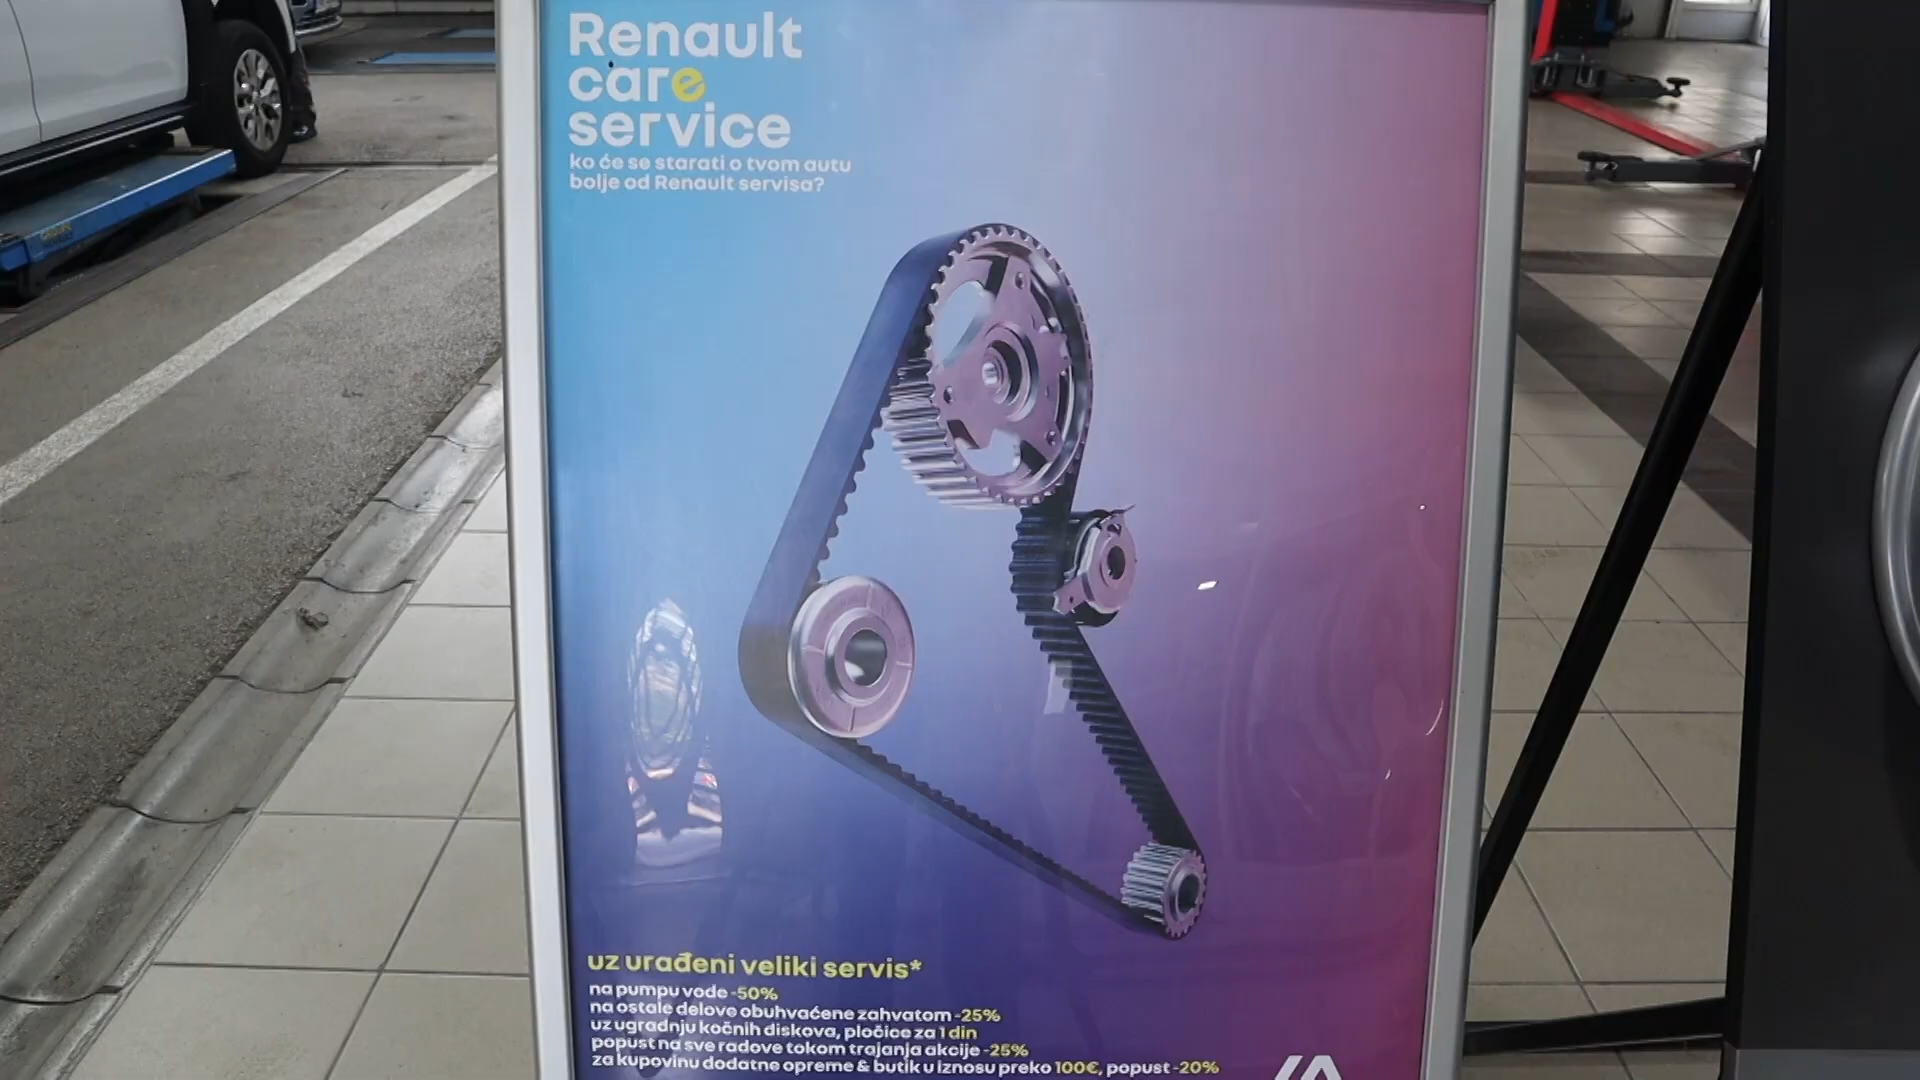 Renault
care
service
ko će se starati o tvom autu
bolje od Renault servisa?
uz urađeni veliki servis*
na pumpu vode -50%
na ostale delove obuhvaćene zahvatom -25%
uz ugradnju kočnih diskova, pločice za 1 din
popust na sve radove tokom trajanja akcije -25%
za kupovinu dodatne opreme & butik u iznosu preko 100€, popust -20%